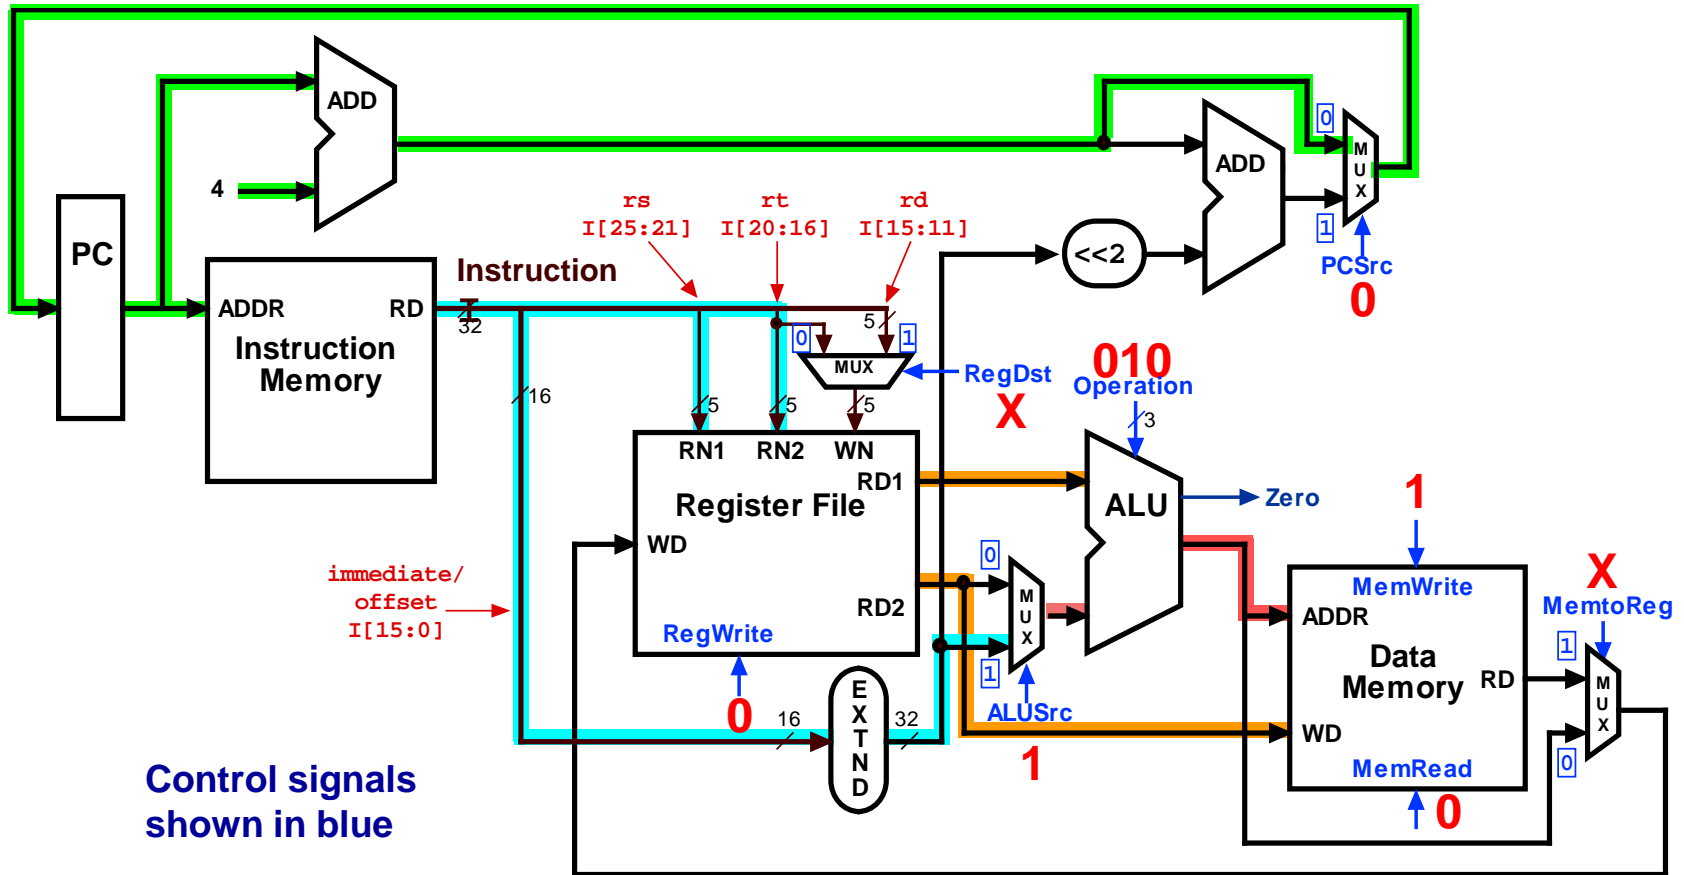 ADD
0
M
U
X
1
PCSrc
0
ADD
4
<<2
rs
I[25:21]
rt
I[20:16]
rd
I[15:11]
PC
Instruction
ADDR
RD
32
Instruction
Memory
16
5
0
1
MUX
RegDst
X
5
5
5
010
Operation
3
RN1
RN2
WN
RD1
Register File
WD
RD2
RegWrite
0
ALU
Zero
immediate/
offset
I[15:0]
0
M
U
X
1
ALUSrc
1
E
X
T
N
D
16
32
1
MemWrite
ADDR
Data
Memory
RD
WD
MemRead
0
X
MemtoReg
1
M
U
X
0
Control signals
shown in blue